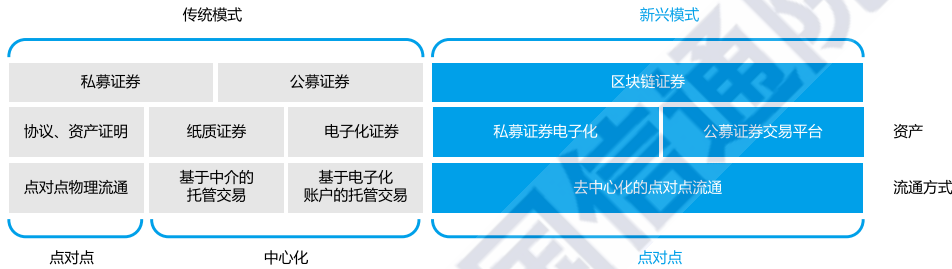 传统模式
新兴模式
私募证券
公募证券
区块链证券
协议、资产证明
纸质证券
电子化证券
私募证券电子化
公募证券交易平台
资产
点对点物理流通
基于中介的
托管交易
基于电子化
账户的托管交易
去中心化的点对点流通
流通方式
点对点
中心化
点对点
国信通院